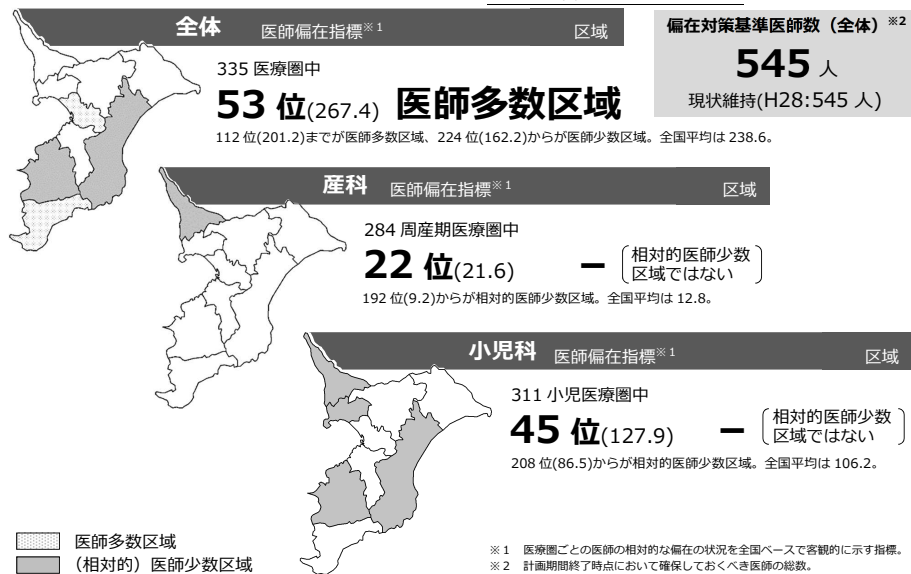 全体 医師偏在指標※1 区域
偏在対策基準医師数（全体）※2
545 人
現状維持(H28:545 人)
335 医療圏中
53 位(267.4) 医師多数区域
112 位(201.2)までが医師多数区域、224 位(162.2)からが医師少数区域。全国平均は 238.6。
産科 医師偏在指標※1 区域
284 周産期医療圏中
22 位(21.6) － 相対的医師少数
区域ではない
192 位(9.2)からが相対的医師少数区域。全国平均は 12.8。
小児科 医師偏在指標※1 区域
311 小児医療圏中
45 位(127.9) － 相対的医師少数
区域ではない
208 位(86.5)からが相対的医師少数区域。全国平均は 106.2。
医師多数区域
（相対的）医師少数区域
※1 医療圏ごとの医師の相対的な偏在の状況を全国ベースで客観的に示す指標。
※2 計画期間終了時点において確保しておくべき医師の総数。